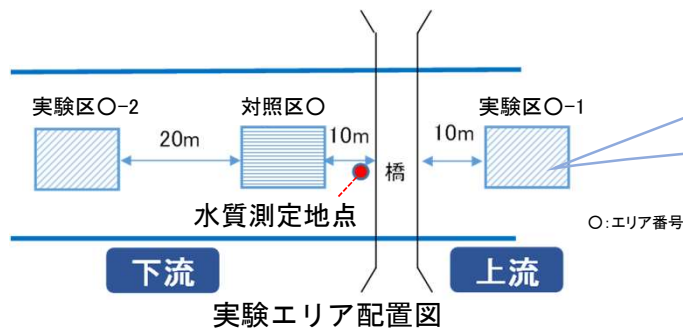 実験区〇-2
対照区〇
実験区〇-1
20m
10m
10m
橋
水質測定地点
〇:エリア番号
下流
上流
実験エリア配置図